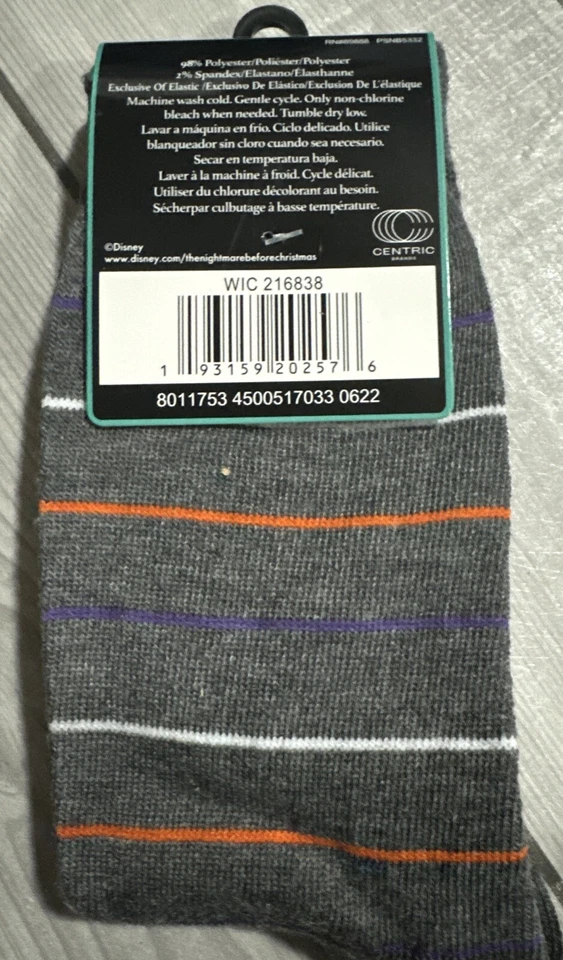 RN#89888 PSNB5332
98% Polyester/Poliéster/Polyester
2% Spandex/Elastano/Élasthanne
Exclusive Of Elastic /Exclusivo De Elástico/Exclusion De L'élastique
Machine wash cold. Gentle cycle. Only non-chlorine
bleach when needed. Tumble dry low.
Lavar a máquina en frío. Ciclo delicado. Utilice
blanqueador sin cloro cuando sea necesario.
Secar en temperatura baja.
Laver à la machine à froid. Cycle délicat.
Utiliser du chlorure décolorant au besoin.
Sécherpar culbutage à basse température.
©Disney
www.disney.com/thenightmarebeforechristmas
CENTRIC
BRANDS
WIC 216838
1 93159 20257 6
8011753 4500517033 0622